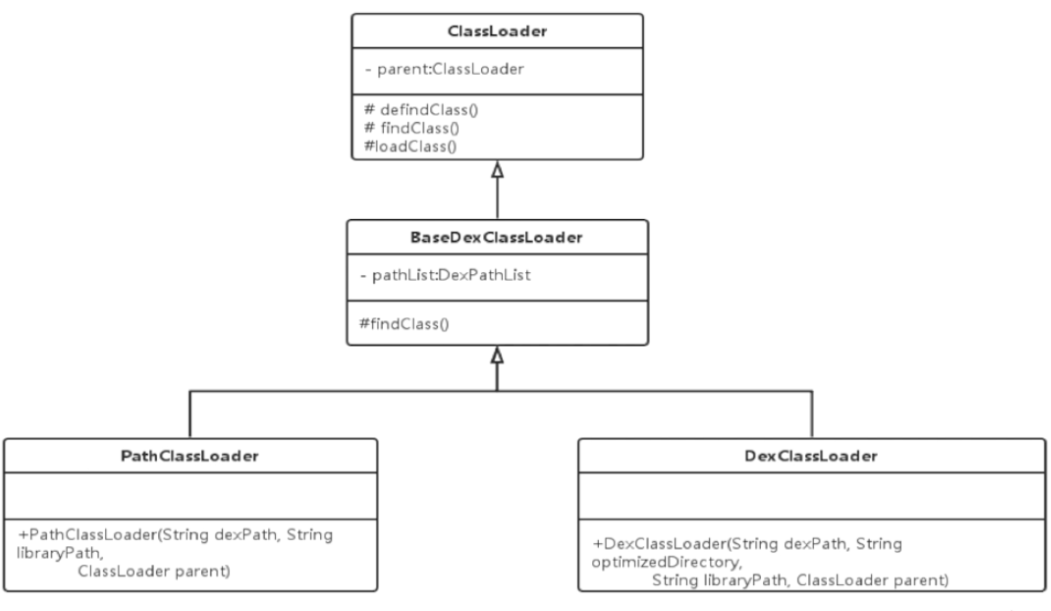 ClassLoader
- parent:ClassLoader
# defindClass()
# findClass()
#loadClass()
BaseDexClassLoader
- pathList:DexPathList
#findClass()
PathClassLoader
+PathClassLoader(String dexPath, String
libraryPath,
ClassLoader parent)
DexClassLoader
+DexClassLoader(String dexPath, String
optimizedDirectory,
String libraryPath, ClassLoader parent)